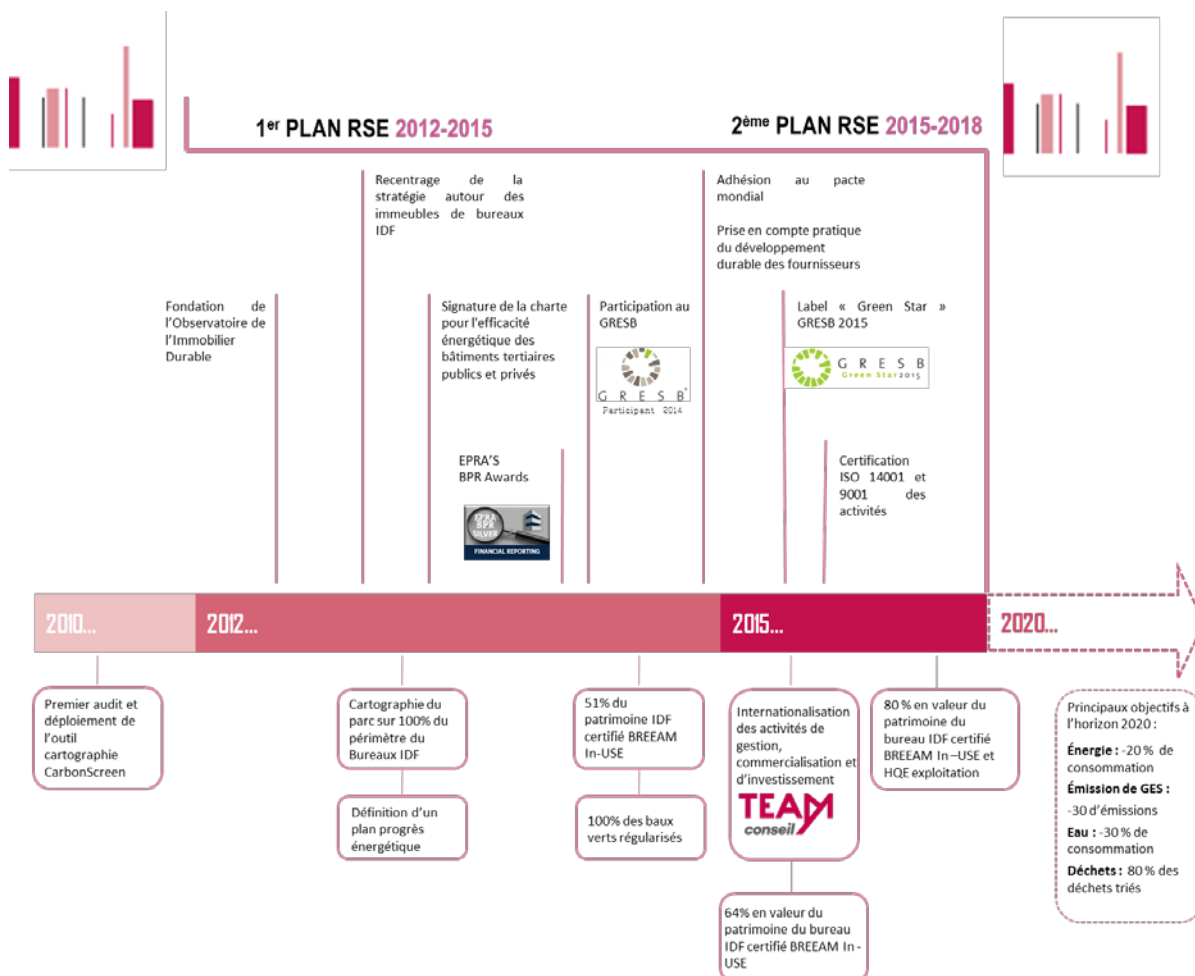 1er PLAN RSE 2012-2015
2ème PLAN RSE 2015-2018
Recentrage de la
stratégie autour des
immeubles de bureaux
IDF
Adhésion au pacte
mondial
Prise en compte pratique
du développement
durable des fournisseurs
Fondation de
l’Observatoire de
l’Immobilier
Durable
Signature de la charte
pour l'efficacité
énergétique des
bâtiments tertiaires
publics et privés
Participation au
GRESB
GRESB
Participant 2014
Label « Green Star »
GRESB 2015
GRESB
Green Star 2015
EPRA'S
BPR Awards
EPRA
BPR
SILVER
FINANCIAL REPORTING
Certification
ISO 14001 et
9001 des
activités
2010...
2012...
2015...
2020...
Premier audit et
déploiement de
l’outil
cartographie
CarbonScreen
Cartographie du
parc sur 100% du
périmètre du
Bureaux IDF
Définition d’un
plan progrès
énergétique
51% du
patrimoine IDF
certifié BREEAM
In-USE
100% des baux
verts régularisés
Internationalisation
des activités de
gestion,
commercialisation et
d’investissement
TEAM
conseil
64% en valeur du
patrimoine du bureau
IDF certifié BREEAM In -
USE
80 % en valeur du
patrimoine du
bureau IDF certifié
BREEAM In –USE et
HQE exploitation
Principaux objectifs à
l’horizon 2020 :
Énergie : -20 % de
consommation
Émission de GES :
-30 d’émissions
Eau : -30 % de
consommation
Déchets : 80 % des
déchets triés